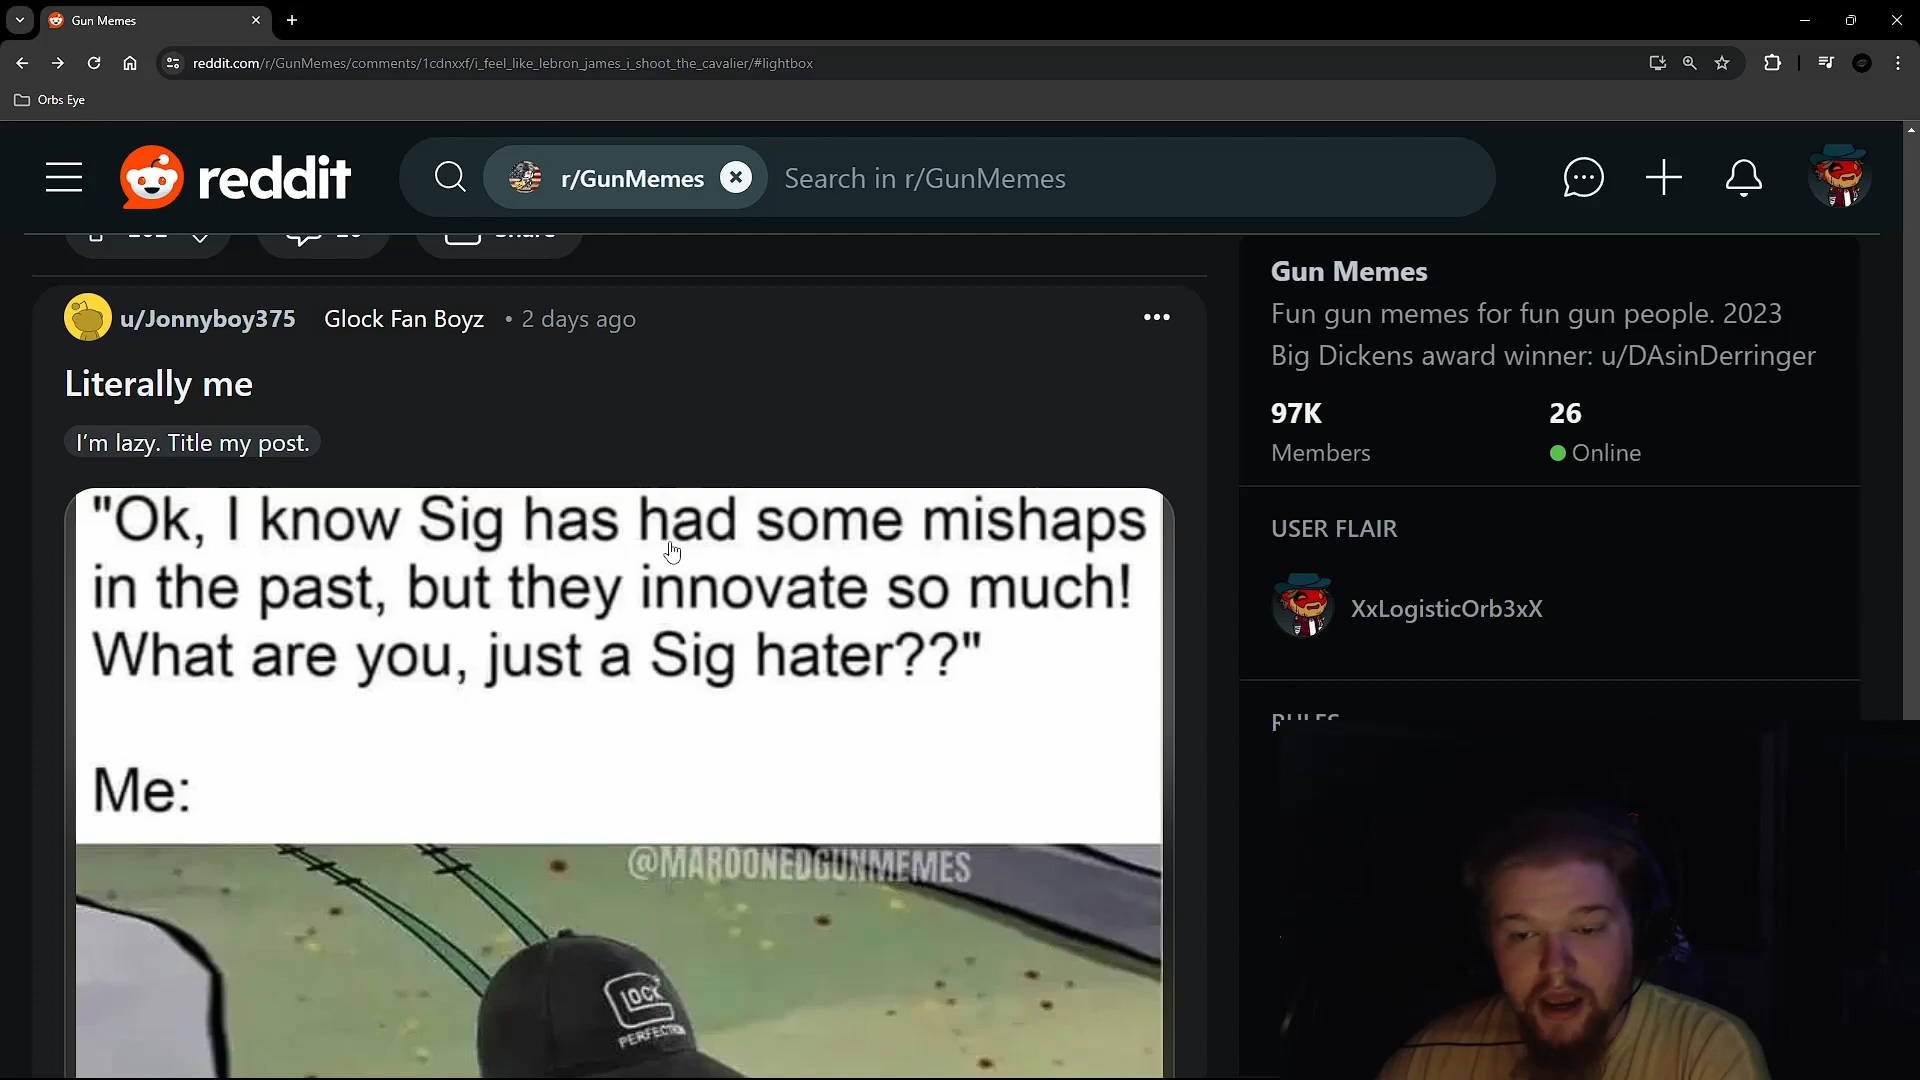 Gun Memes
reddit.com/r/GunMemes/comments/1cdnxxf/i_feel_like_lebron_james_i_shoot_the_cavalier/#lightbox
Orbs Eye
reddit
r/GunMemes
Search in r/GunMemes
u/Jonnyboy375 Glock Fan Boyz • 2 days ago
Literally me
I'm lazy. Title my post.
"Ok, I know Sig has had some mishaps
in the past, but they innovate so much!
What are you, just a Sig hater??"
Me:
@MAROONEDGUNMEMES
LOCK
PERFECTION
Gun Memes
Fun gun memes for fun gun people. 2023
Big Dickens award winner: u/DAsinDerringer
97K 26
Members Online
USER FLAIR
XxLogisticOrb3xX
RULES